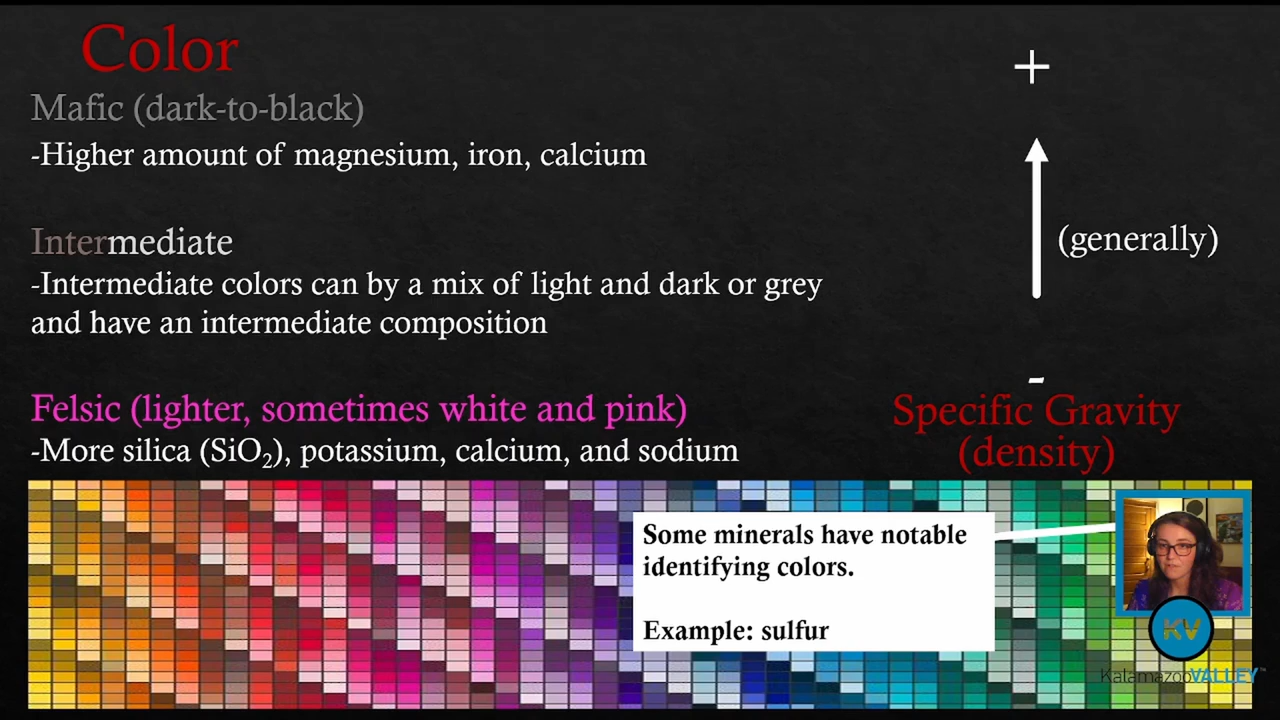 Color
Mafic (dark-to-black)
-Higher amount of magnesium, iron, calcium
Intermediate
-Intermediate colors can by a mix of light and dark or grey
and have an intermediate composition
Felsic (lighter, sometimes white and pink)
-More silica (SiO₂), potassium, calcium, and sodium
+
(generally)
-
Specific Gravity
(density)
Some minerals have notable
identifying colors.
Example: sulfur
KV
KalamazooVALLEY™